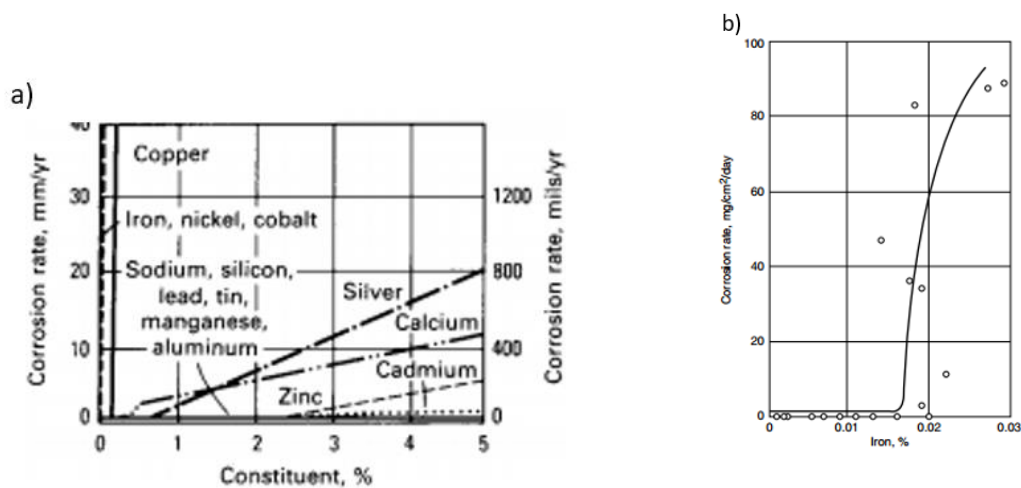 a)
Corrosion rate, mm/yr
40
30
20
10
0
Copper
Iron, nickel, cobalt
Sodium, silicon,
lead, tin,
manganese,
aluminum
Silver
Calcium
Cadmium
Zinc
1200
800
400
0
Corrosion rate, mils/yr
0 1 2 3 4 5
Constituent, %
b)
Corrosion rate, mg/cm²/day
100
80
60
40
20
0
0 0.01 0.02 0.03
Iron, %